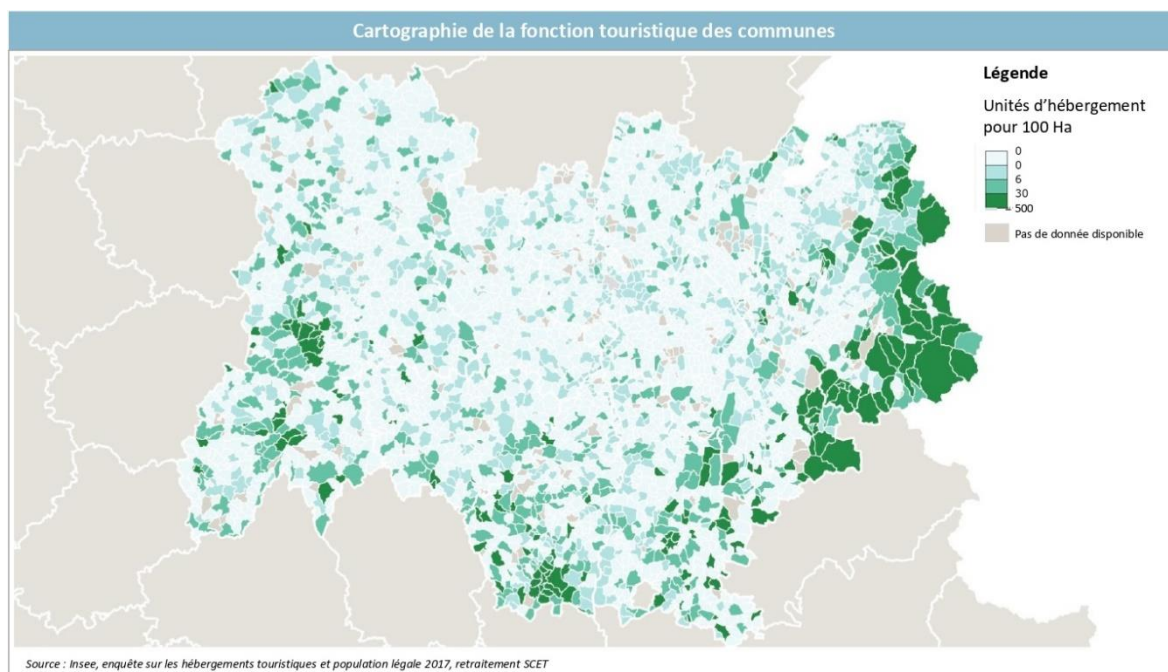 Cartographie de la fonction touristique des communes
Légende
Unités d’hébergement
pour 100 Ha
0
0
6
30
500
Pas de donnée disponible
Source : Insee, enquête sur les hébergements touristiques et population légale 2017, retraitement SCET